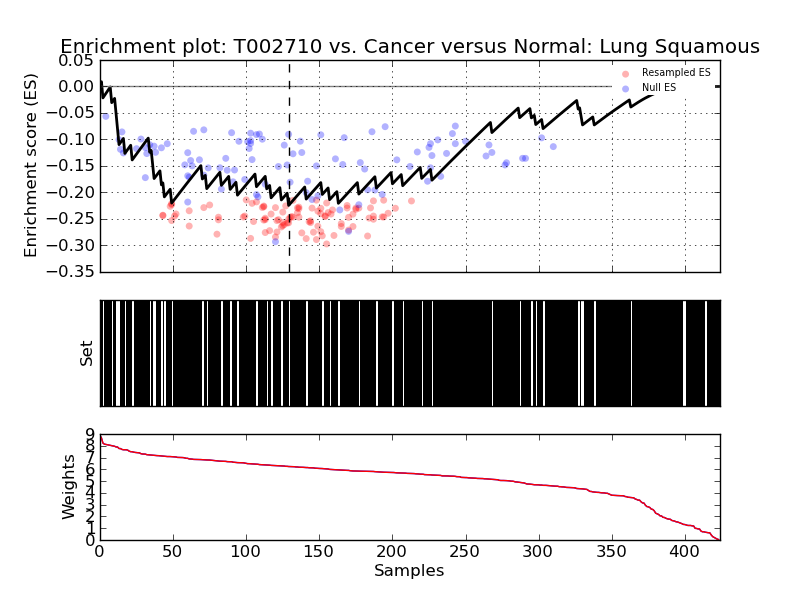 Enrichment plot: T002710 vs. Cancer versus Normal: Lung Squamous
Enrichment score (ES)
0.05
0.00
−0.05
−0.10
−0.15
−0.20
−0.25
−0.30
−0.35
Resampled ES
Null ES
Set
Weights
9
8
7
6
5
4
3
2
1
0
0 50 100 150 200 250 300 350 400
Samples